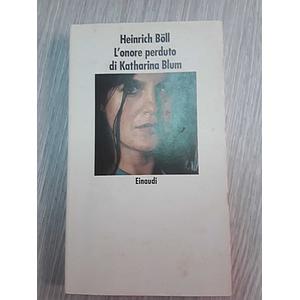 Heinrich Böll
L'onore perduto
di Katharina Blum
Einaudi